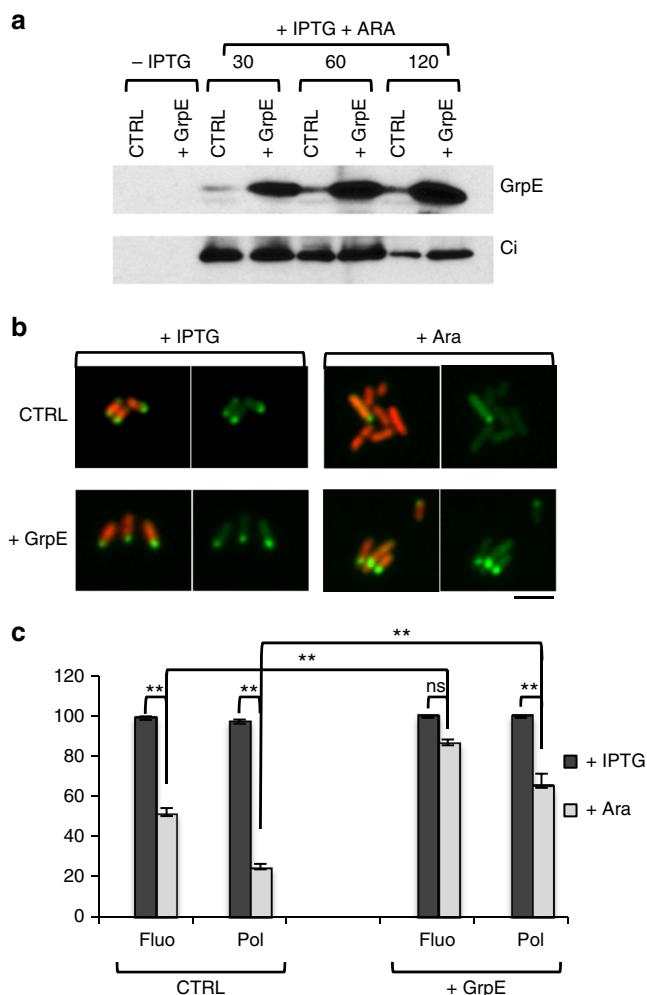 a
+ IPTG + ARA
– IPTG 30 60 120
CTRL + GrpE CTRL + GrpE CTRL + GrpE CTRL + GrpE
GrpE
Ci
b
+ IPTG + Ara
CTRL
+ GrpE
c
** **
** ** ns **
120
100
80
60
40
20
0
+ IPTG
+ Ara
Fluo Pol Fluo Pol
CTRL + GrpE